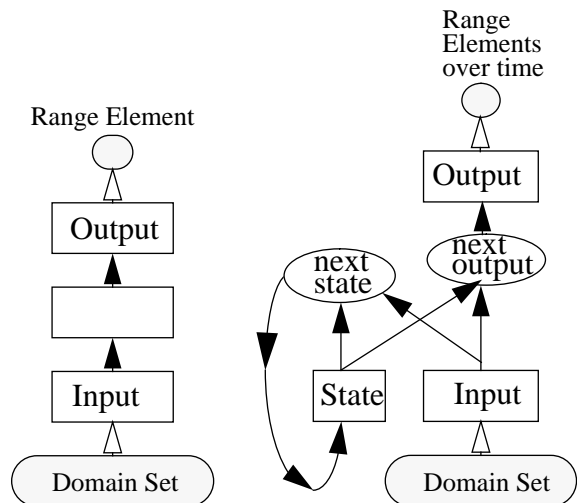 Range Element
Output
Input
Domain Set
Range
Elements
over time
Output
next
output
next
state
State
Input
Domain Set